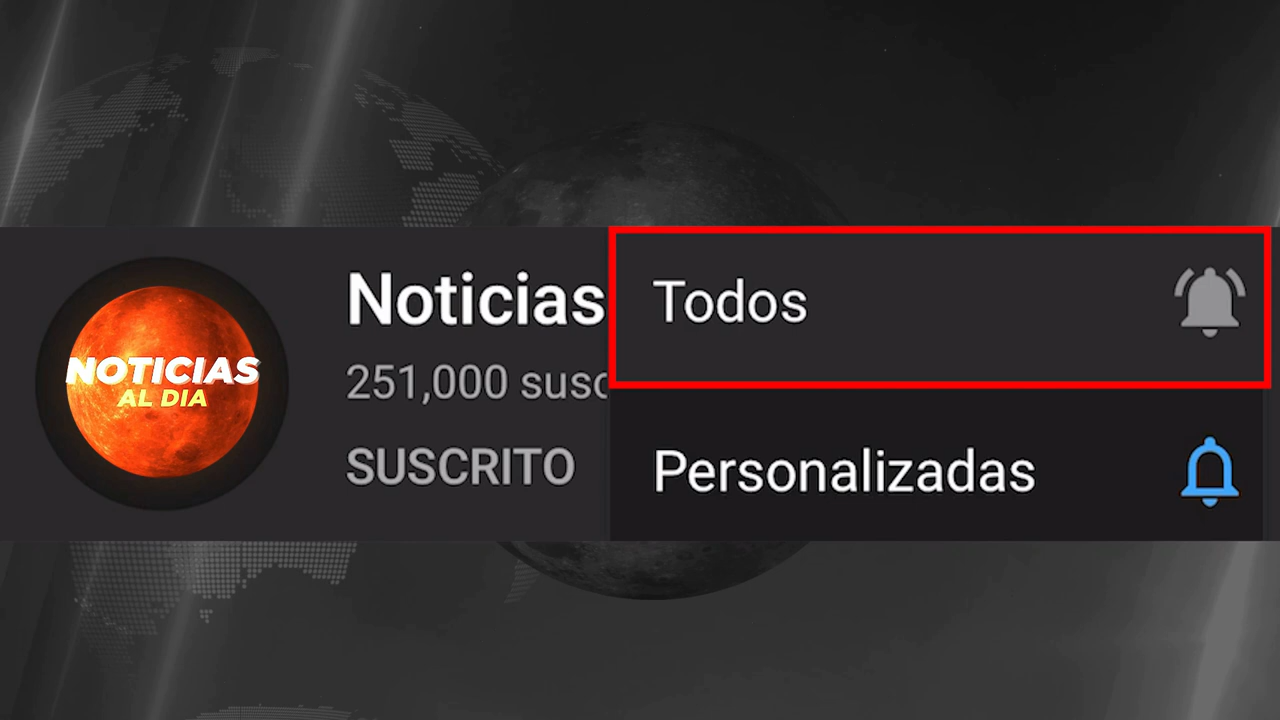 NOTICIAS
AL DIA
Noticias
251,000 susc
SUSCRITO
Todos
Personalizadas